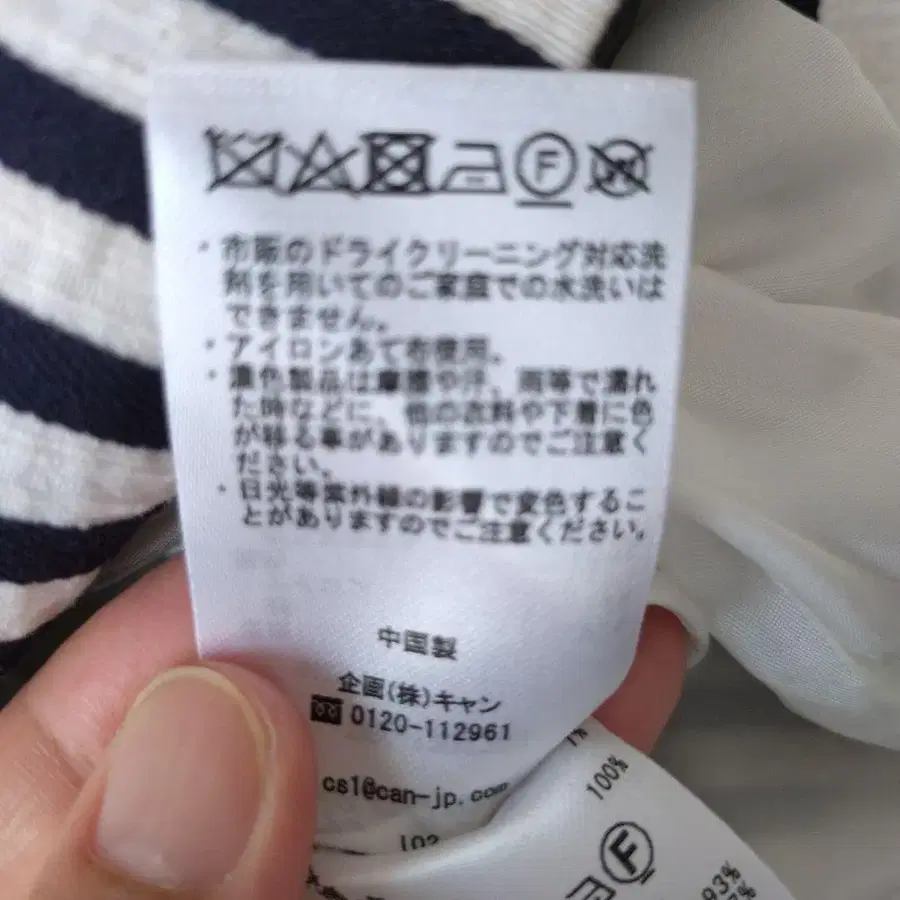 F
W
・市販のドライクリーニング対応洗
剤を用いてのご家庭での水洗いは
できません。
・アイロンあて布使用。
・濃色製品は摩擦や汗、雨等で濡れ
た時などに、他の衣料や下着に色
が移る事がありますのでご注意く
ださい。
・日光等紫外線の影響で変色するこ
とがありますのでご注意ください。
中国製
企画(株)キャン
0120-112961
cs1@can-jp.com
102
1%
100%
F
93%
7%